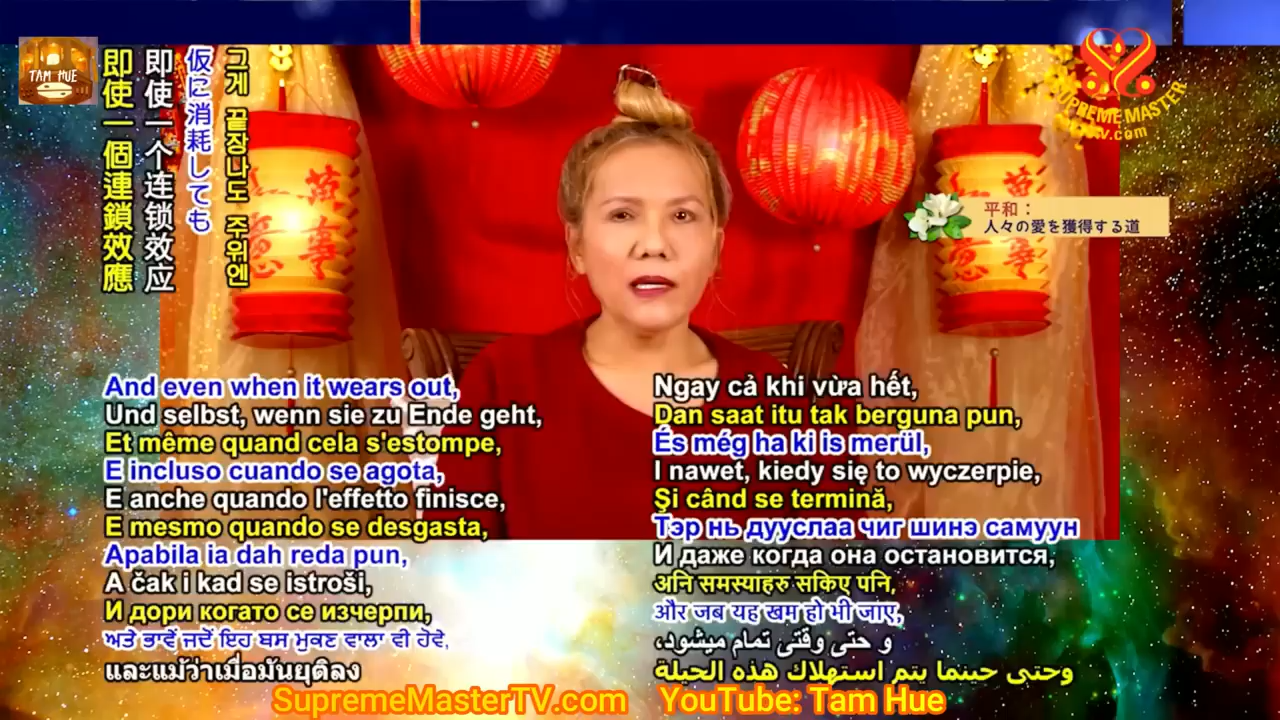 TAM HUE
即使一個連鎖效應
即使一个连锁效应
仮に消耗しても
그게 끝장나도 주위엔
SUPREME MASTER
TV.com
平和：
人々の愛を獲得する道
And even when it wears out,
Und selbst, wenn sie zu Ende geht,
Et même quand cela s'estompe,
E incluso cuando se agota,
E anche quando l'effetto finisce,
E mesmo quando se desgasta,
Apabila ia dah reda pun,
A čak i kad se istroši,
И дори когато се изчерпи,
ਅਤੇ ਭਾਵੇਂ ਜਦੋਂ ਇਹ ਬਸ ਮੁਕਣ ਵਾਲਾ ਵੀ ਹੋਵੇ,
และแม้ว่าเมื่อมันยุติลง
Ngay cả khi vừa hết,
Dan saat itu tak berguna pun,
És még ha ki is merül,
I nawet, kiedy się to wyczerpie,
Şi când se termină,
Тэр нь дууслаа чиг шинэ самуун
И даже когда она остановится,
अनि समस्याहरु सकिए पनि,
और जब यह खम हो भी जाए,
و حتی وقتی تمام میشود،
وحتى حينما يتم استهلاك هذه الحيلة
SupremeMasterTV.com YouTube: Tam Hue